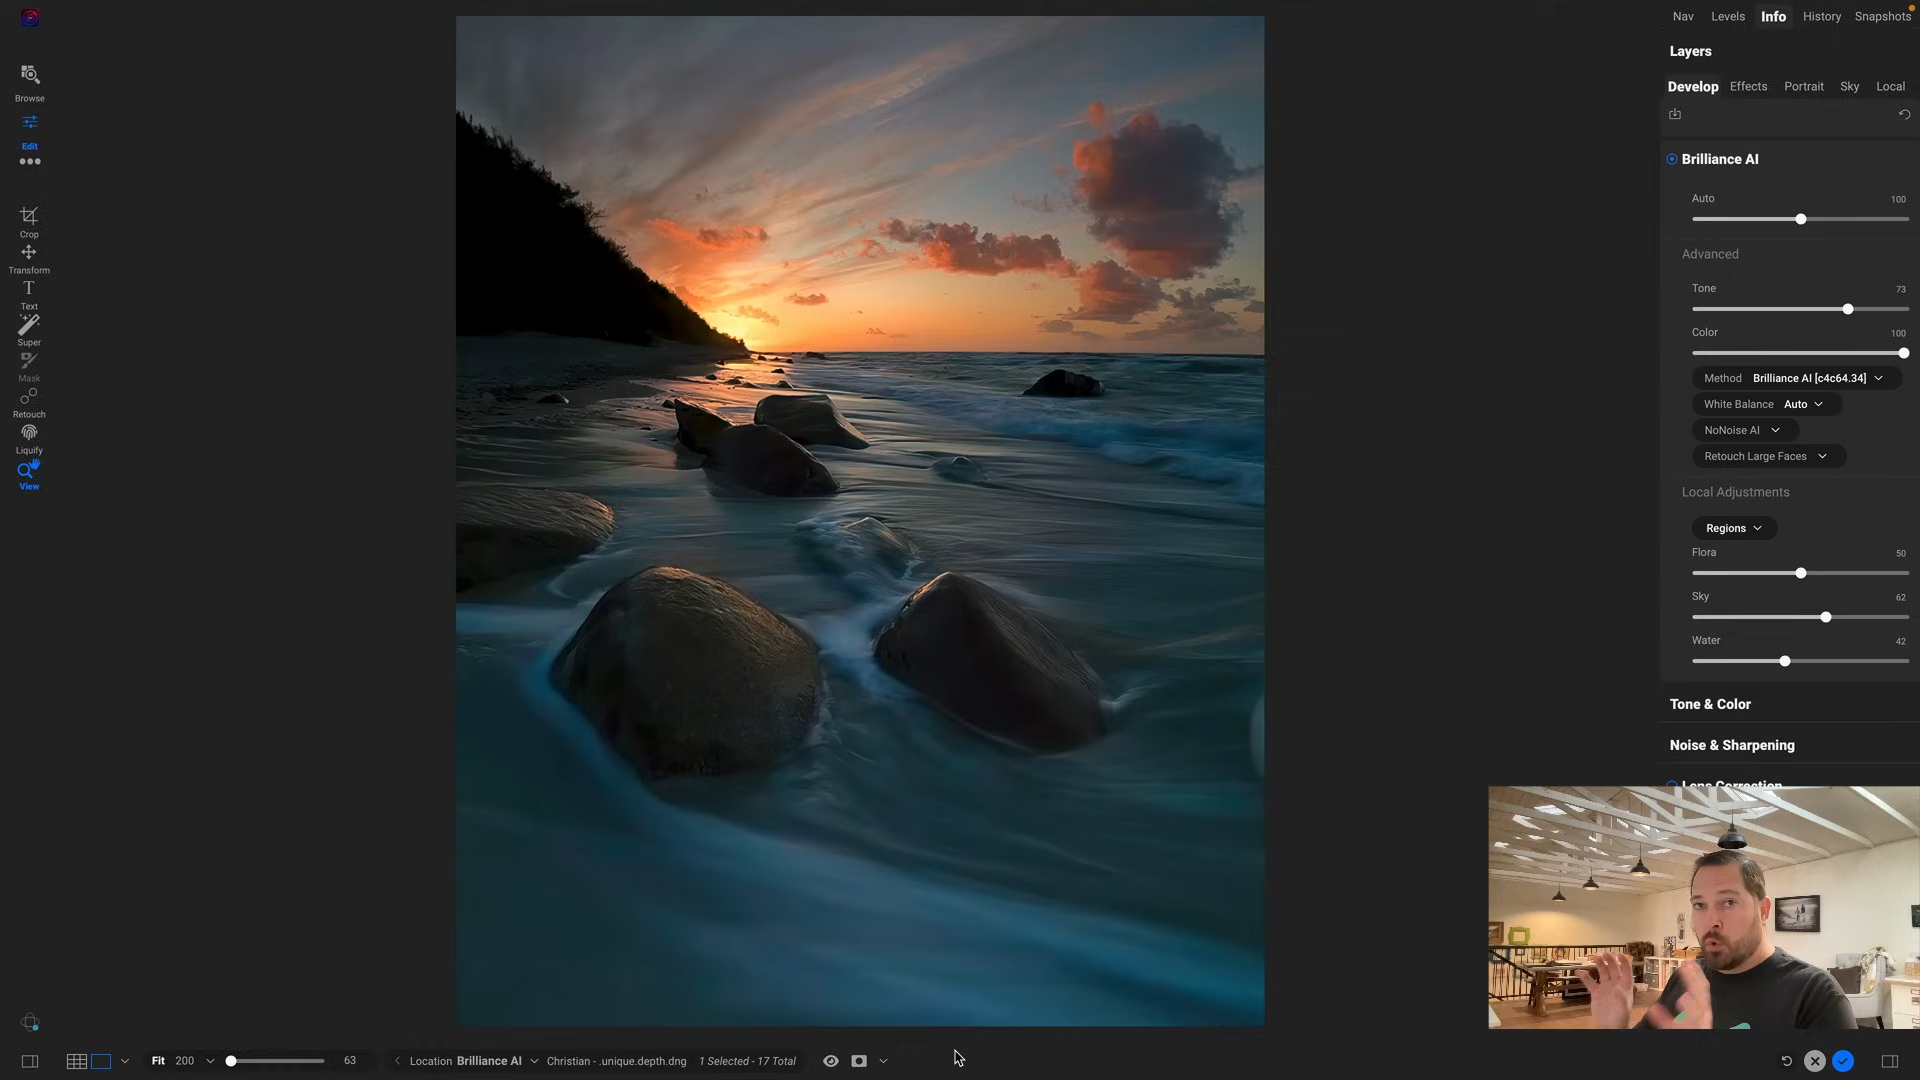 Nav Levels Info History Snapshots
Layers
Develop Effects Portrait Sky Local
Browse
Edit
Crop
Transform
Text
Super
Mask
Retouch
Liquify
View
Brilliance AI
Auto 100
Advanced
Tone 73
Color 100
Method Brilliance AI [c4c64.34]
White Balance Auto
NoNoise AI
Retouch Large Faces
Local Adjustments
Regions
Flora 50
Sky 62
Water 42
Tone & Color
Noise & Sharpening
Lens Correction
Fit 200 63 Location Brilliance AI Christian - .unique.depth.dng 1 Selected - 17 Total